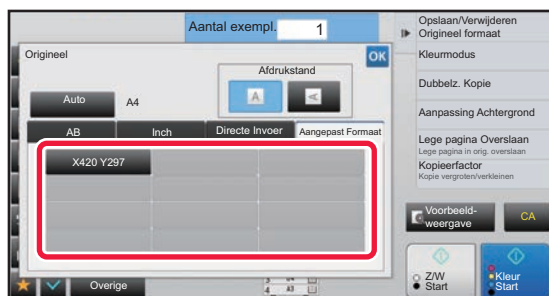 Aantal exempl.
1
Origineel
OK
Afdrukstand
A
A
Auto
A4
AB
Inch
Directe Invoer
Aangepast Formaat
X420 Y297
Overige
A3
Opslaan/Verwijderen
Origineel formaat
Kleurmodus
Dubbelz. Kopie
Aanpassing Achtergrond
Lege pagina Overslaan
Lege pagina in orig. overslaan
Kopieerfactor
Kopie vergroten/verkleinen
Voorbeeld-
weergave
CA
Z/W
Start
Kleur
Start